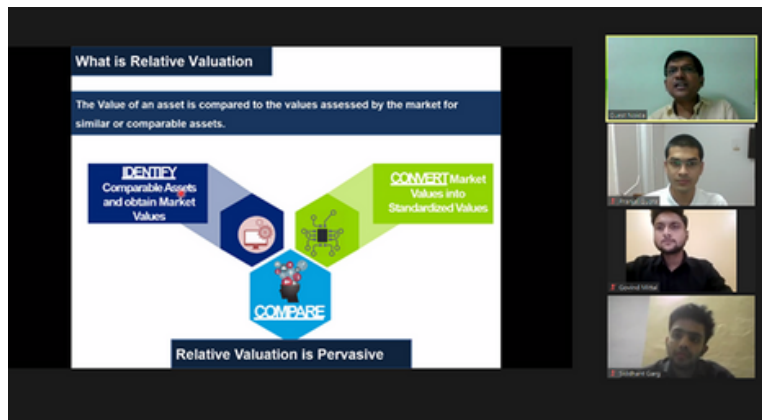 What is Relative Valuation
The Value of an asset is compared to the values assessed by the market for
similar or comparable assets.
IDENTIFY
Comparable Assets
and obtain Market
Values
CONVERT Market
Values into
Standardized Values
COMPARE
Relative Valuation is Pervasive
Guest
Govind Mittal
Siddhant Garg